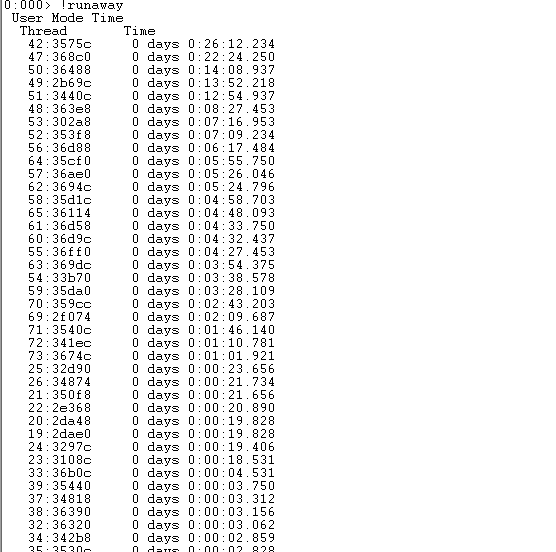 0:000> !runaway
User Mode Time
Thread Time
42:3575c 0 days 0:26:12.234
47:368c0 0 days 0:22:24.250
50:36488 0 days 0:14:08.937
49:2b69c 0 days 0:13:52.218
51:3440c 0 days 0:12:54.937
48:363e8 0 days 0:08:27.453
53:302a8 0 days 0:07:16.953
52:353f8 0 days 0:07:09.234
56:36d88 0 days 0:06:17.484
64:35cf0 0 days 0:05:55.750
57:36ae0 0 days 0:05:26.046
62:3694c 0 days 0:05:24.796
58:35d1c 0 days 0:04:58.703
65:36114 0 days 0:04:48.093
61:36d58 0 days 0:04:33.750
60:36d9c 0 days 0:04:32.437
55:36ff0 0 days 0:04:27.453
63:369dc 0 days 0:03:54.375
54:33b70 0 days 0:03:38.578
59:35da0 0 days 0:03:28.109
70:359cc 0 days 0:02:43.203
69:2f074 0 days 0:02:09.687
71:3540c 0 days 0:01:46.140
72:341ec 0 days 0:01:10.781
73:3674c 0 days 0:01:01.921
25:32d90 0 days 0:00:23.656
26:34874 0 days 0:00:21.734
21:350f8 0 days 0:00:21.656
22:2e368 0 days 0:00:20.890
20:2da48 0 days 0:00:19.828
19:2dae0 0 days 0:00:19.828
24:3297c 0 days 0:00:19.406
23:3108c 0 days 0:00:18.531
33:36b0c 0 days 0:00:04.531
39:35440 0 days 0:00:03.750
37:34818 0 days 0:00:03.312
38:36390 0 days 0:00:03.156
32:36320 0 days 0:00:03.062
34:342b8 0 days 0:00:02.859
35:3530c 0 days 0:00:02.828